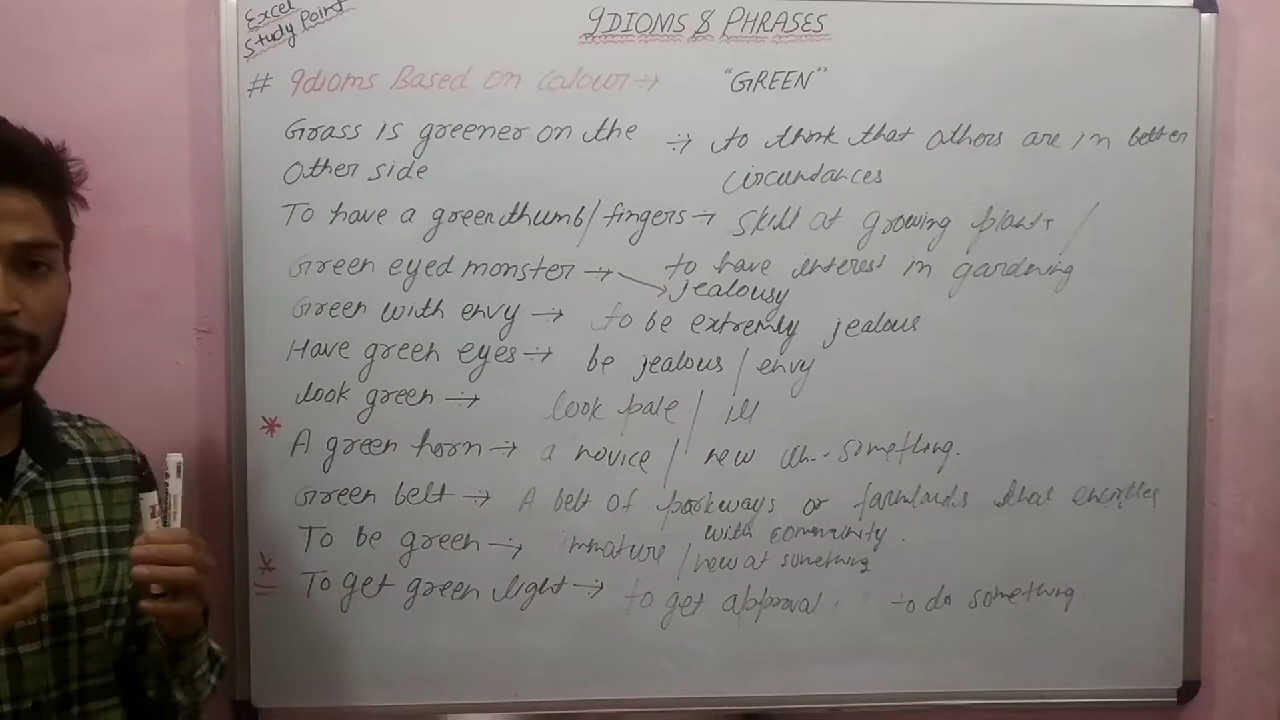 Excel
Study Point
IDIOMS & PHRASES
# Idioms Based on Colour → "GREEN"
Grass is greener on the → to think that others are in better
other side circumdances
To have a green thumb/fingers → skill at growing plants /
Green eyed monster → to have interest in gardening
→ jealousy
Green with envy → to be extremly jealous
Have green eyes → be jealous / envy
Look green → look pale / ill
* A green horn → a novice / new something.
Green belt → A belt of parkways or farmlands that encircles
with community.
To be green → immature / new at something
* To get green light → to get approval to do something